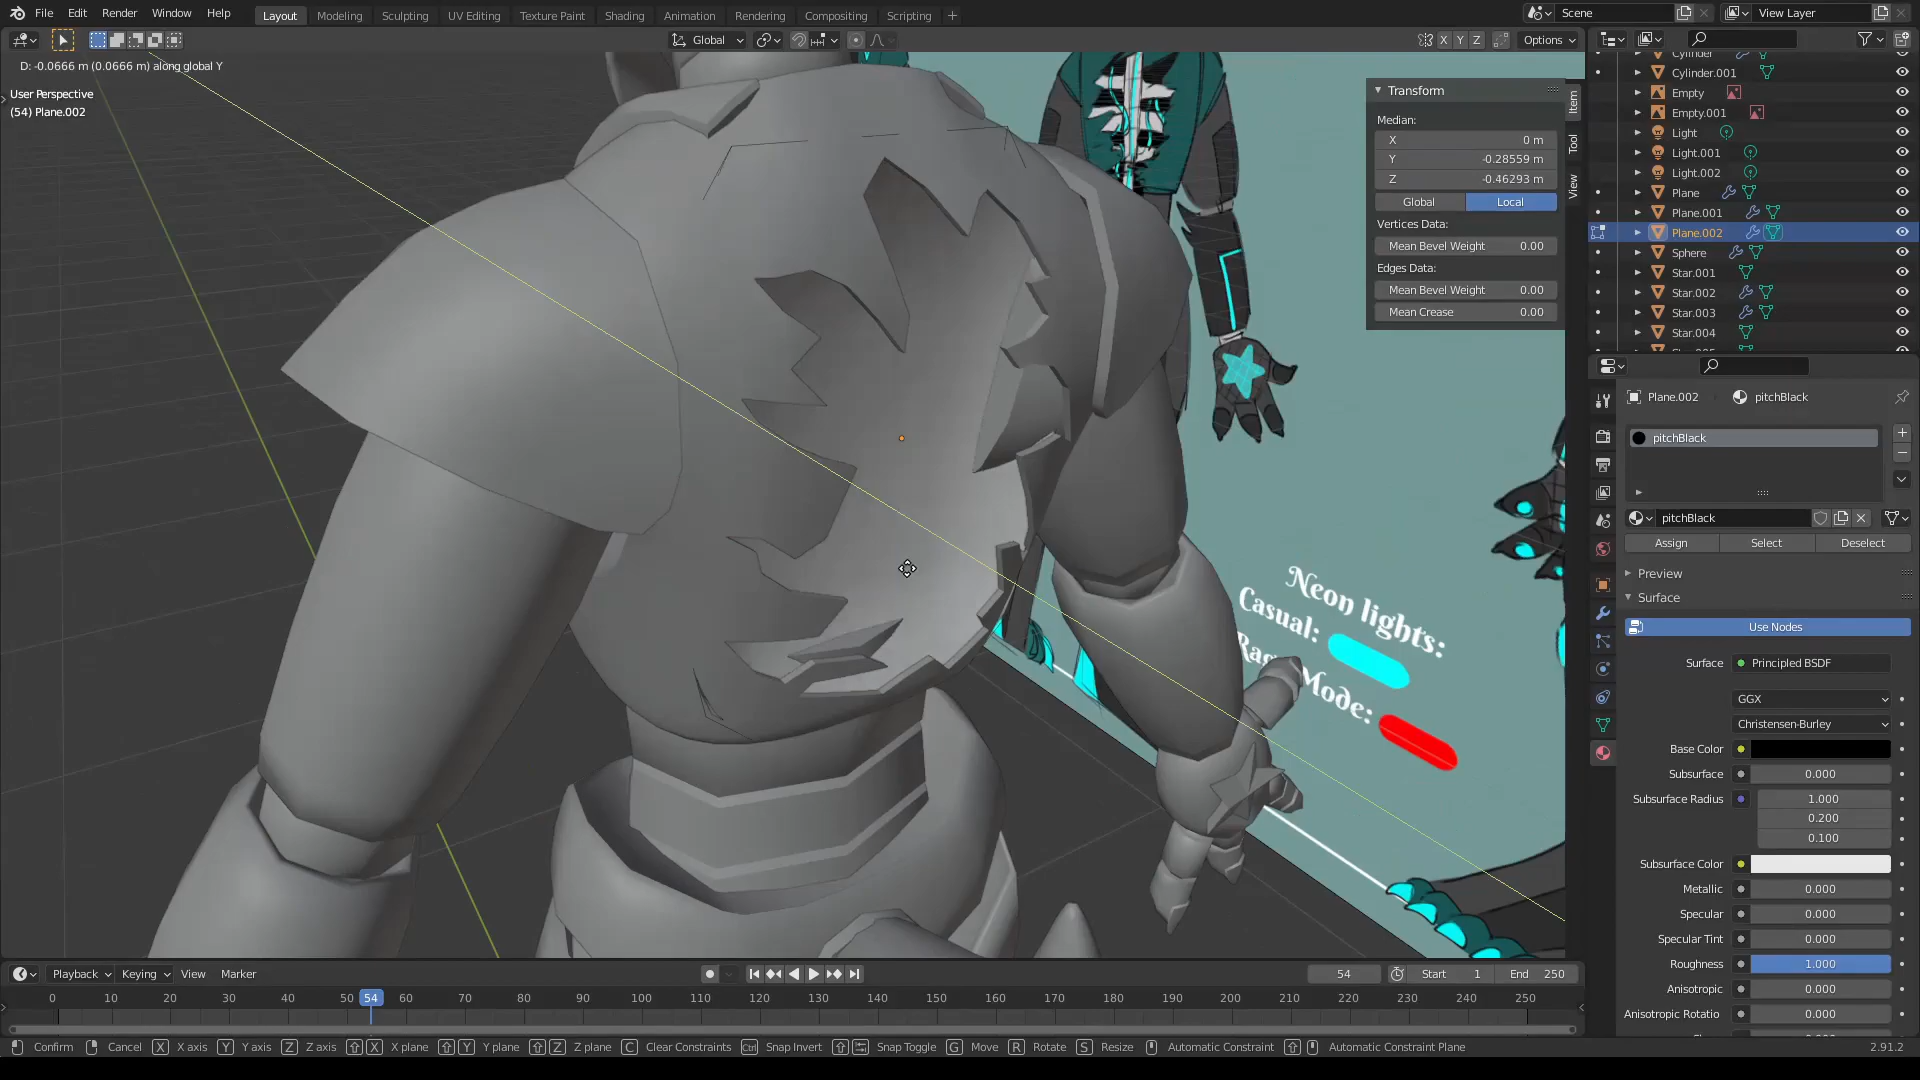 File Edit Render Window Help
Layout Modeling Sculpting UV Editing Texture Paint Shading Animation Rendering Compositing Scripting +
Scene
View Layer
Global
X Y Z
Options
D: -0.0666 m (0.0666 m) along global Y
User Perspective
(54) Plane.002
Transform
Median:
X 0 m
Y -0.28559 m
Z -0.46293 m
Global Local
Vertices Data:
Mean Bevel Weight 0.00
Edges Data:
Mean Bevel Weight 0.00
Mean Crease 0.00
Item
Tool
View
Cylinder
Cylinder.001
Empty
Empty.001
Light
Light.001
Light.002
Plane
Plane.001
Plane.002
Sphere
Star.001
Star.002
Star.003
Star.004
Neon lights:
Casual:
Mode:
Plane.002 pitchBlack
pitchBlack
pitchBlack
Assign Select Deselect
Preview
Surface
Use Nodes
Surface Principled BSDF
GGX
Christensen-Burley
Base Color
Subsurface 0.000
Subsurface Radius 1.000
0.200
0.100
Subsurface Color
Metallic 0.000
Specular 0.000
Specular Tint 0.000
Roughness 1.000
Anisotropic 0.000
Anisotropic Rotatio 0.000
Playback Keying View Marker
54 Start 1 End 250
0 10 20 30 40 50 54 60 70 80 90 100 110 120 130 140 150 160 170 180 190 200 210 220 230 240 250
Confirm Cancel X X axis Y Y axis Z Z axis X X plane Y Y plane Z Z plane C Clear Constraints Ctrl Snap Invert Snap Toggle G Move R Rotate S Resize Automatic Constraint Automatic Constraint Plane 2.91.2